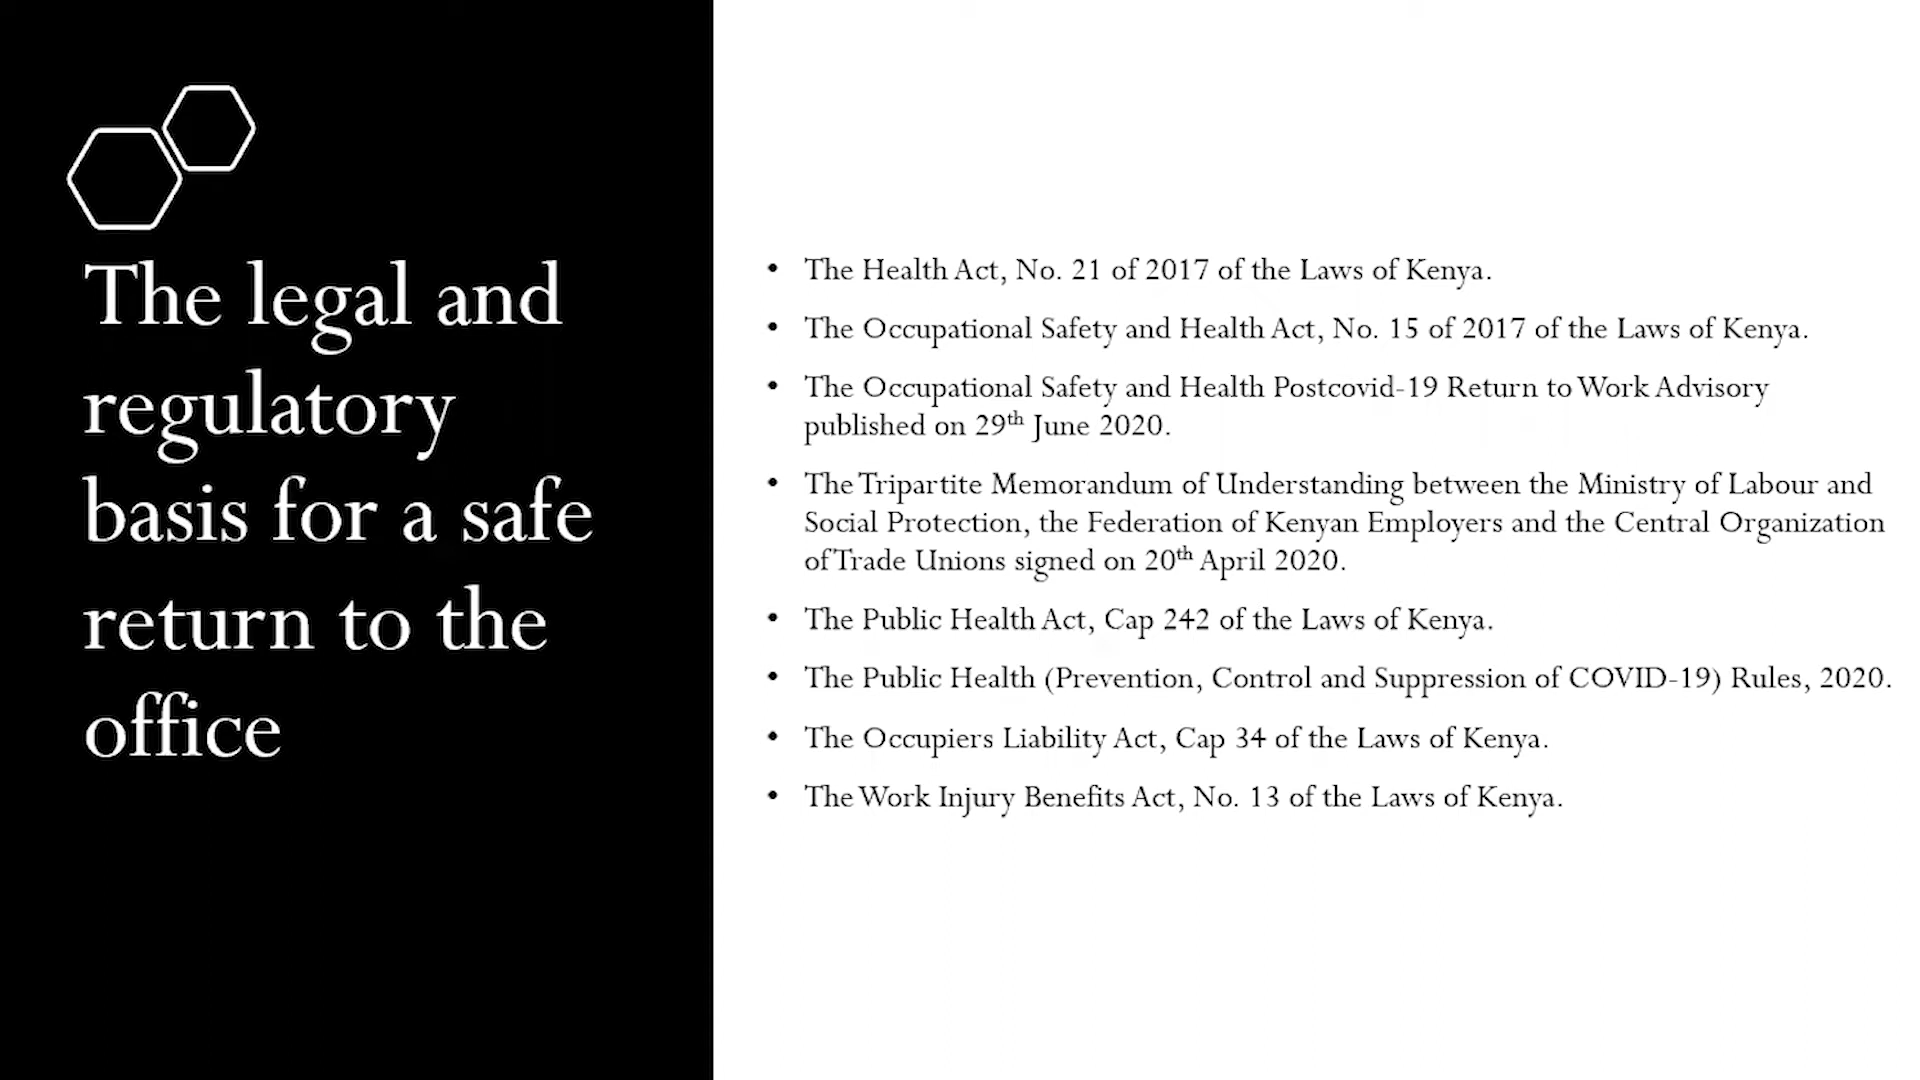 The legal and
regulatory
basis for a safe
return to the
office
• The Health Act, No. 21 of 2017 of the Laws of Kenya.
• The Occupational Safety and Health Act, No. 15 of 2017 of the Laws of Kenya.
• The Occupational Safety and Health Postcovid-19 Return to Work Advisory
published on 29th June 2020.
• The Tripartite Memorandum of Understanding between the Ministry of Labour and
Social Protection, the Federation of Kenyan Employers and the Central Organization
of Trade Unions signed on 20th April 2020.
• The Public Health Act, Cap 242 of the Laws of Kenya.
• The Public Health (Prevention, Control and Suppression of COVID-19) Rules, 2020.
• The Occupiers Liability Act, Cap 34 of the Laws of Kenya.
• The Work Injury Benefits Act, No. 13 of the Laws of Kenya.